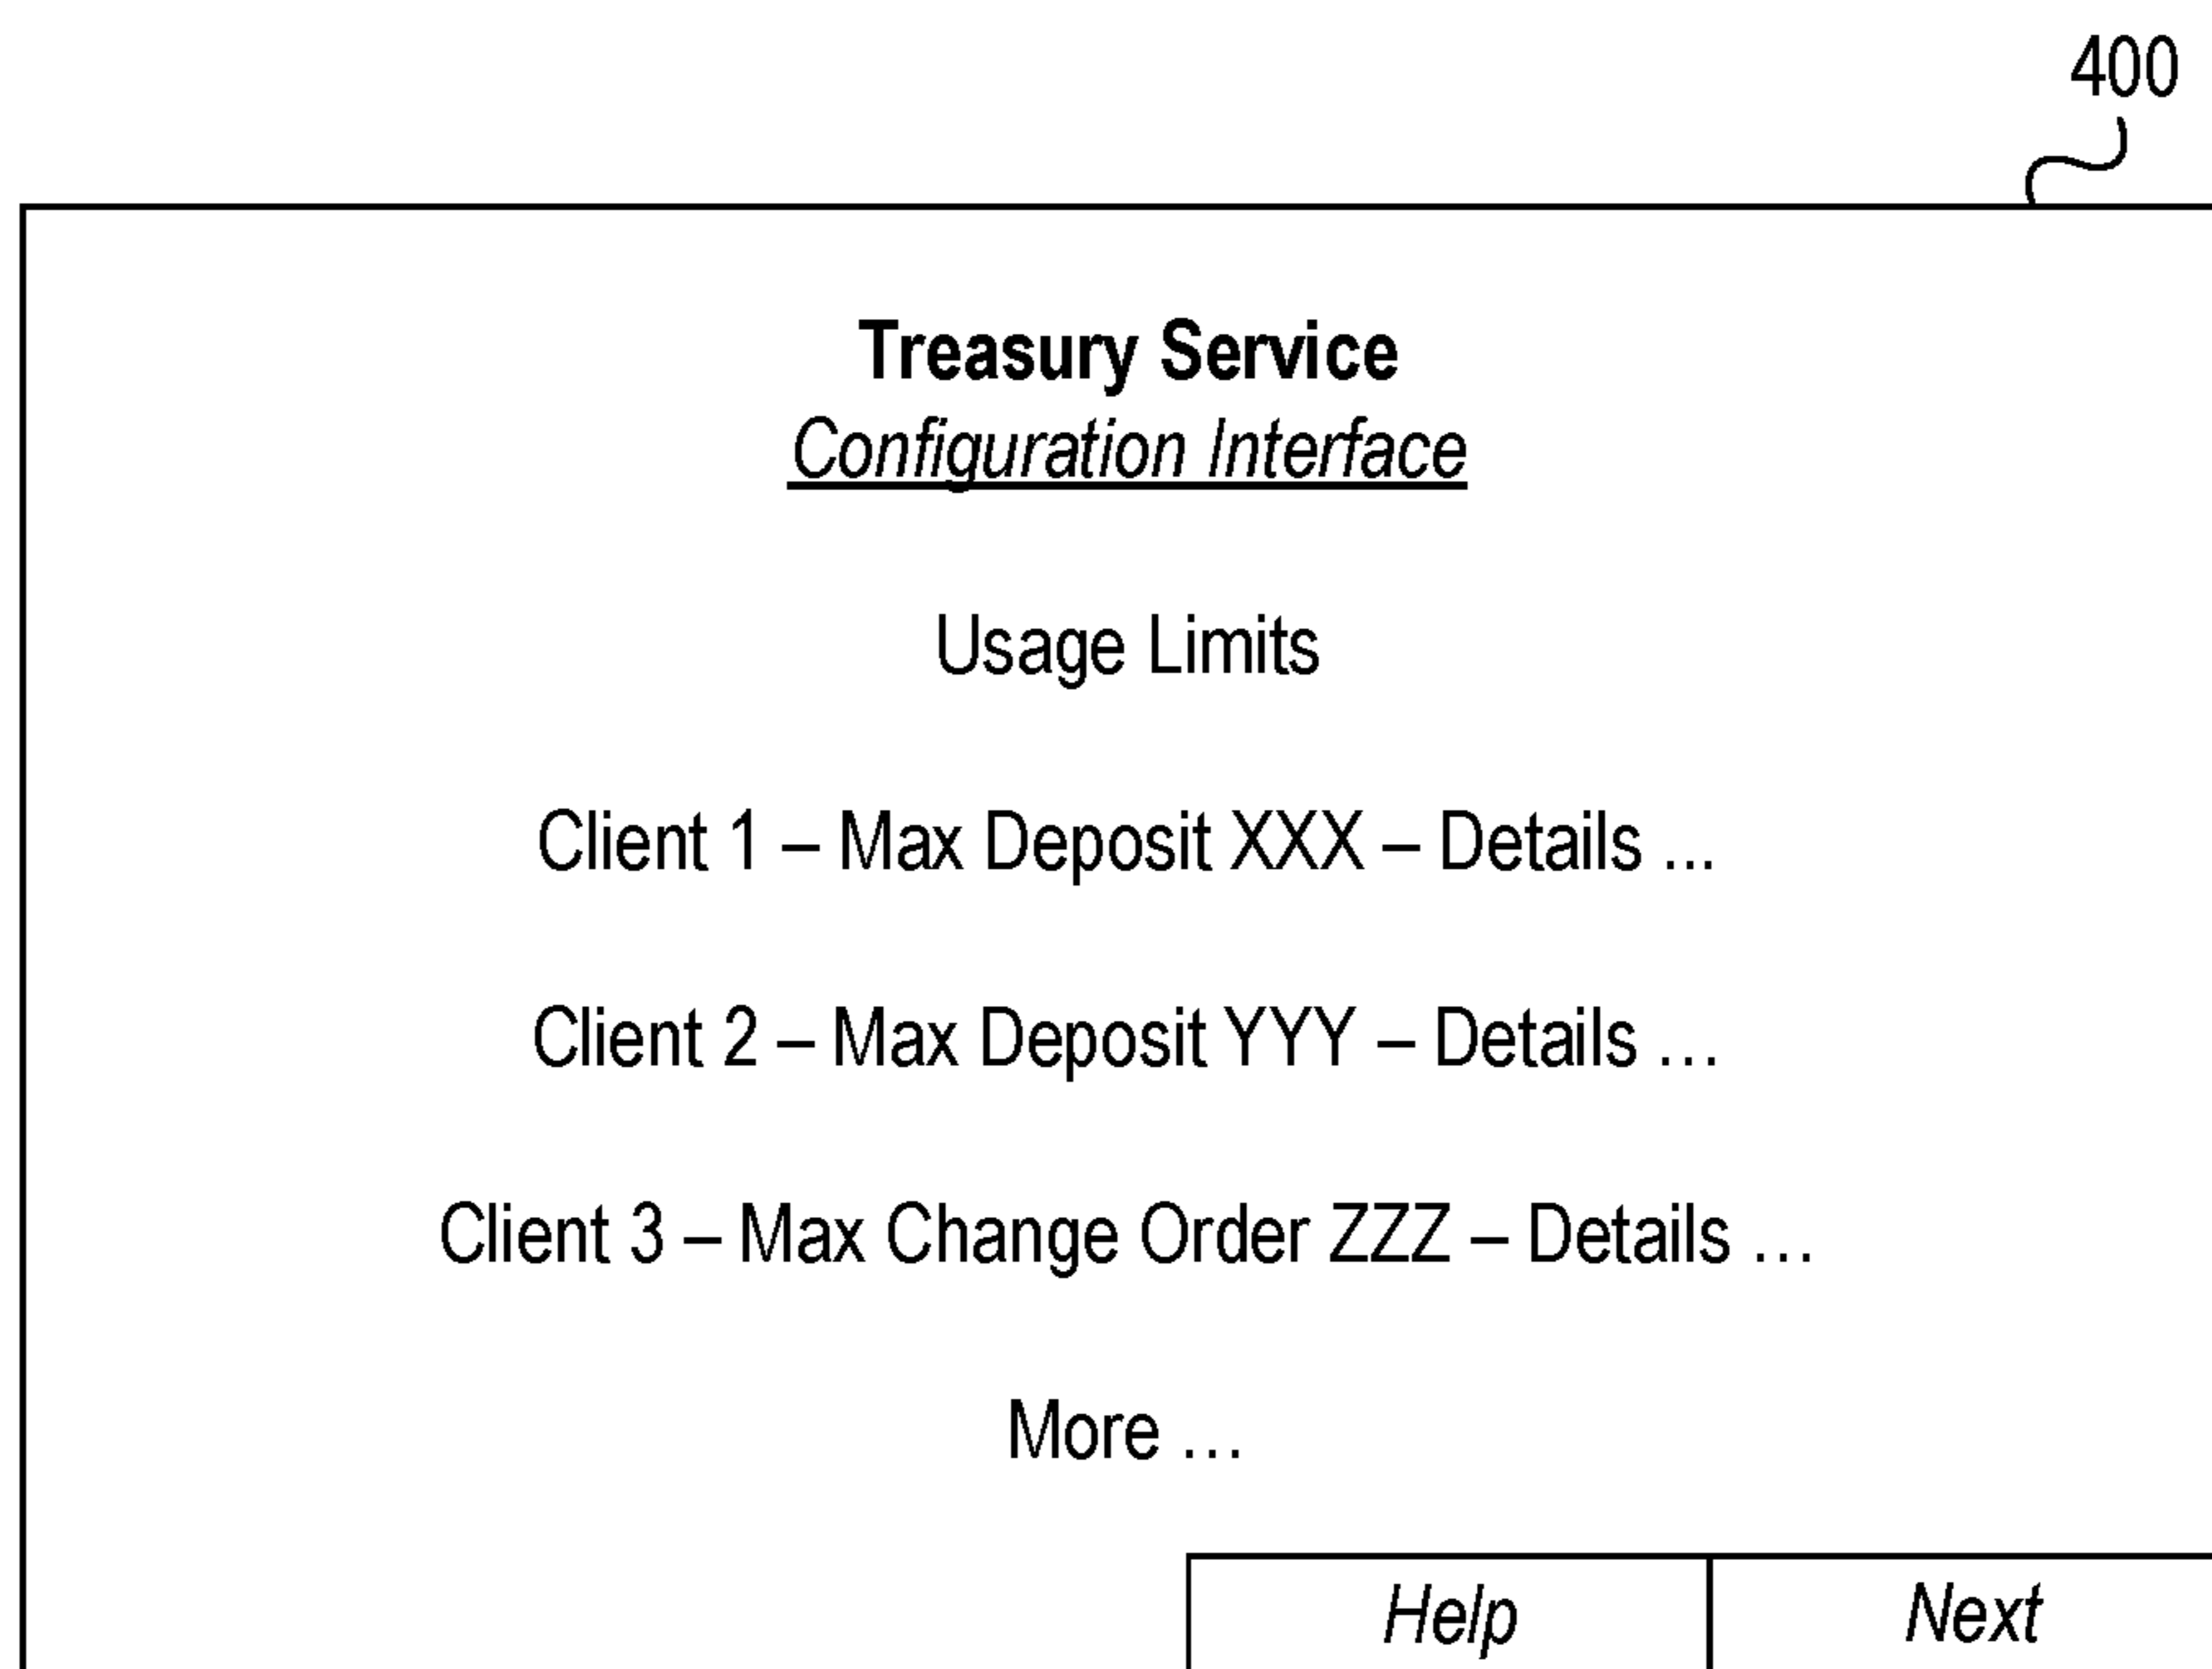 400
Treasury Service
Configuration Interface
Usage Limits
Client 1 – Max Deposit XXX – Details ...
Client 2 – Max Deposit YYY – Details …
Client 3 – Max Change Order ZZZ – Details …
More …
Help Next